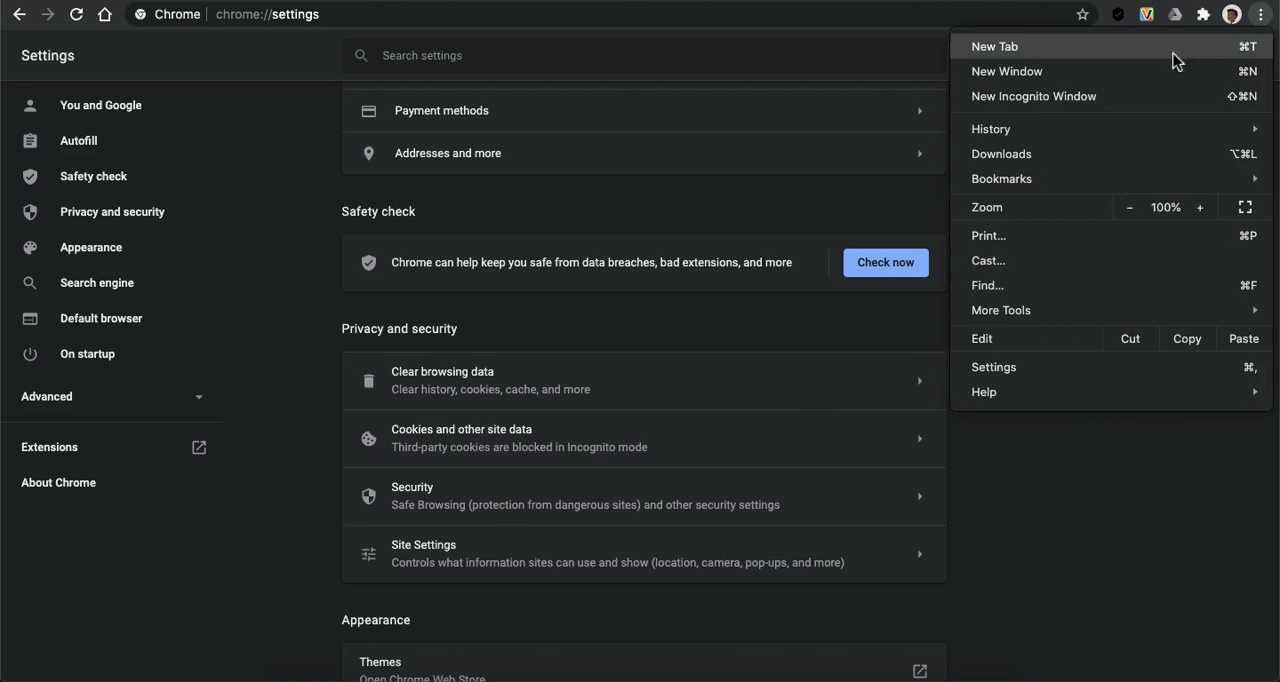 Chrome | chrome://settings
Settings
Search settings
You and Google
Autofill
Safety check
Privacy and security
Appearance
Search engine
Default browser
On startup
Advanced
Extensions
About Chrome
Payment methods
Addresses and more
Safety check
Chrome can help keep you safe from data breaches, bad extensions, and more
Check now
Privacy and security
Clear browsing data
Clear history, cookies, cache, and more
Cookies and other site data
Third-party cookies are blocked in Incognito mode
Security
Safe Browsing (protection from dangerous sites) and other security settings
Site Settings
Controls what information sites can use and show (location, camera, pop-ups, and more)
Appearance
Themes
Open Chrome Web Store
New Tab ⌘T
New Window ⌘N
New Incognito Window ⇧⌘N
History
Downloads ⌥⌘L
Bookmarks
Zoom - 100% +
Print... ⌘P
Cast...
Find... ⌘F
More Tools
Edit Cut Copy Paste
Settings ⌘,
Help